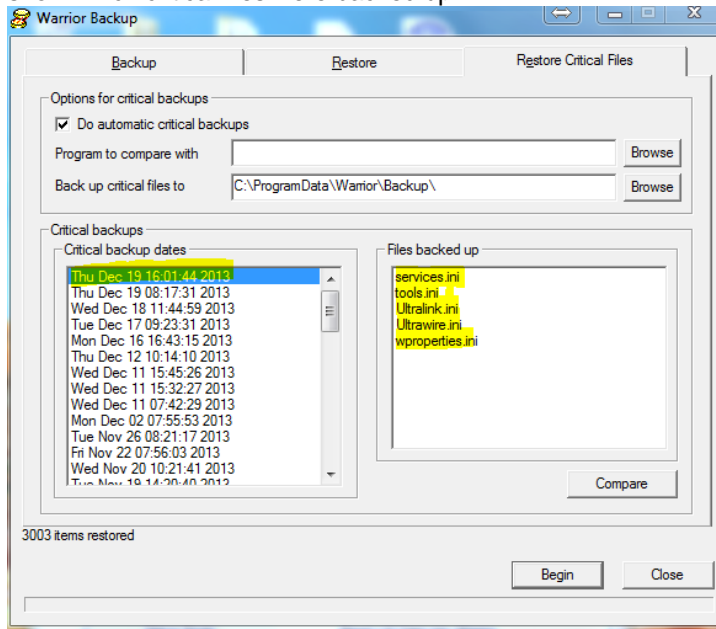 Warrior Backup
Backup
Restore
Restore Critical Files
Options for critical backups
Do automatic critical backups
Program to compare with
Browse
Back up critical files to
C:\ProgramData\Warrior\Backup\
Browse
Critical backups
Critical backup dates
Files backed up
Thu Dec 19 16:01:44 2013
Thu Dec 19 08:17:31 2013
Wed Dec 18 11:44:59 2013
Tue Dec 17 09:23:31 2013
Mon Dec 16 16:43:15 2013
Thu Dec 12 10:14:10 2013
Wed Dec 11 15:45:26 2013
Wed Dec 11 15:32:27 2013
Wed Dec 11 07:42:29 2013
Mon Dec 02 07:55:53 2013
Tue Nov 26 08:21:17 2013
Fri Nov 22 07:56:03 2013
Wed Nov 20 10:21:41 2013
Tue Nov 19 14:20:40 2013
services.ini
tools.ini
Ultralink.ini
Ultrawire.ini
wproperties.ini
Compare
3003 items restored
Begin
Close